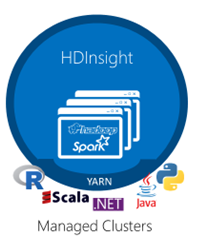 HDInsight
hadoop
Spark
YARN
R
Scala
.NET
Java
Managed Clusters